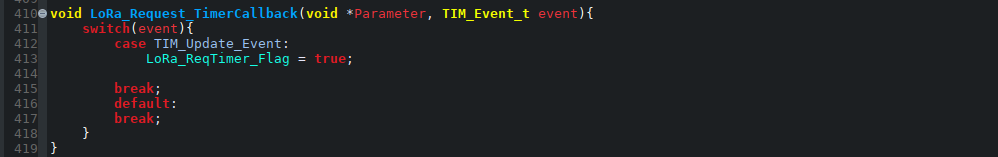 410 void LoRa_Request_TimerCallback(void *Parameter, TIM_Event_t event){
411     switch(event){
412         case TIM_Update_Event:
413             LoRa_ReqTimer_Flag = true;
414
415         break;
416         default:
417         break;
418     }
419 }